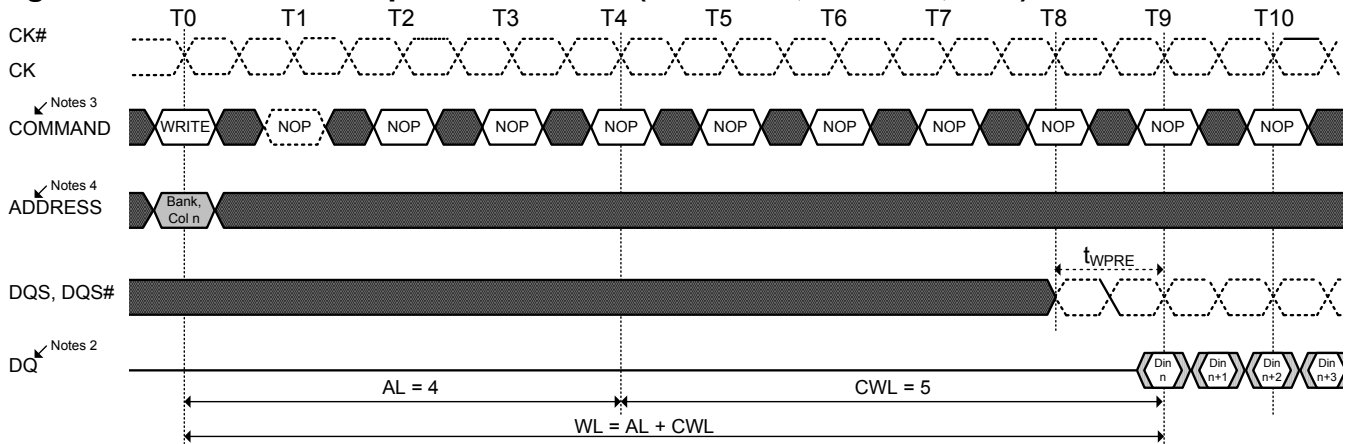 T0 T1 T2 T3 T4 T5 T6 T7 T8 T9 T10
CK#
CK
Notes 3
COMMAND WRITE NOP NOP NOP NOP NOP NOP NOP NOP NOP NOP
Notes 4
ADDRESS Bank, Col n
tWPRE
DQS, DQS#
Notes 2
DQ Din n Din n+1 Din n+2 Din n+3
AL = 4 CWL = 5
WL = AL + CWL